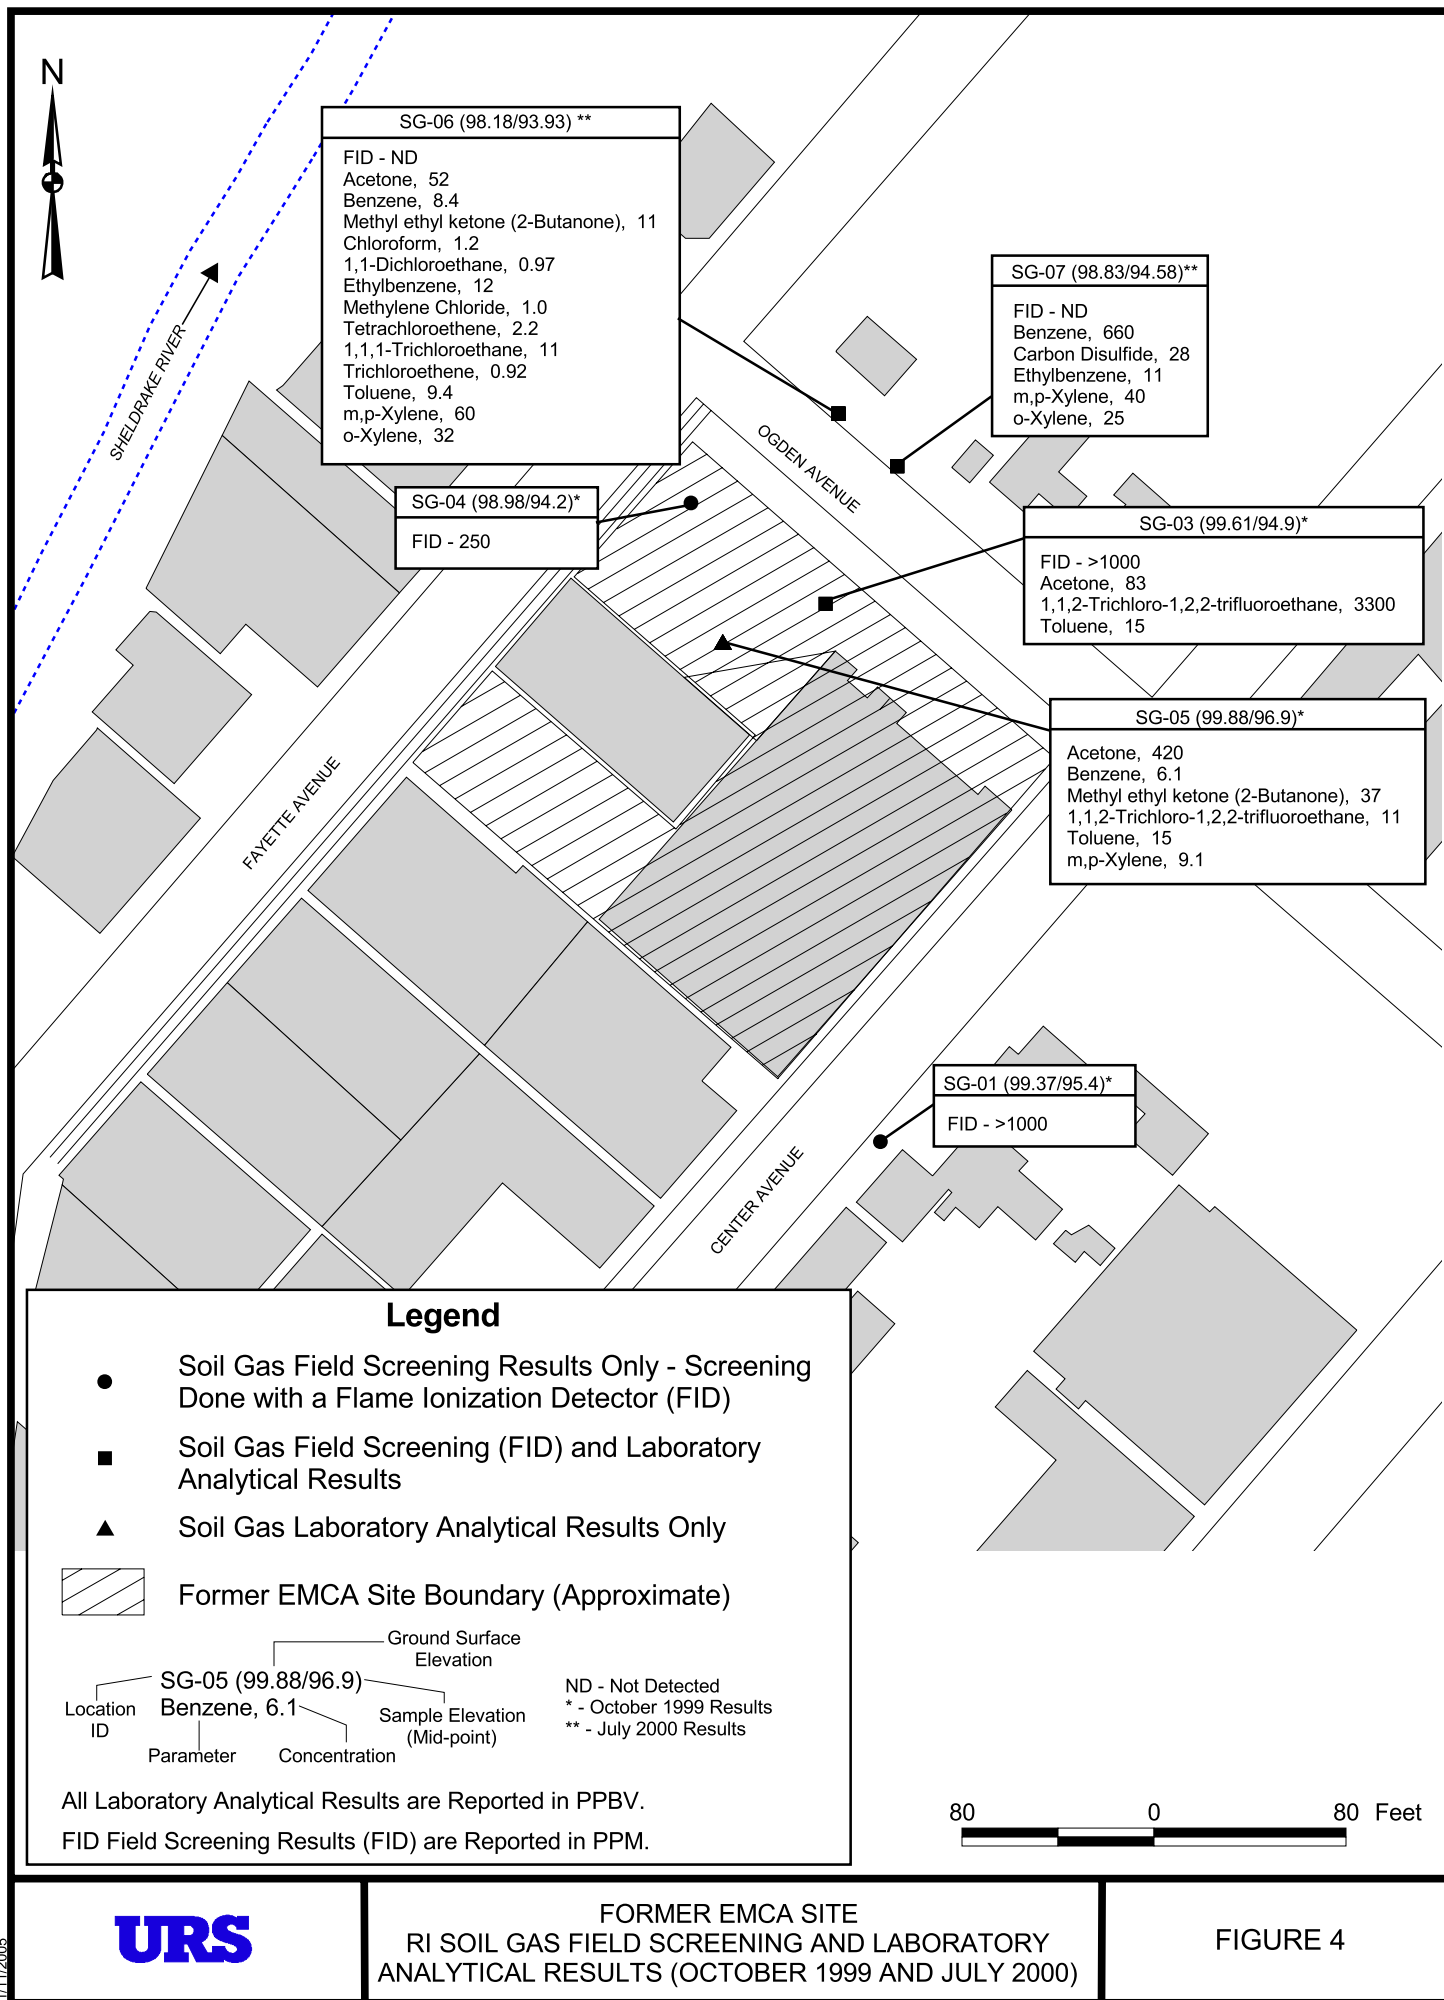 N
SHELDRAKE RIVER
SG-06 (98.18/93.93) **
FID - ND
Acetone, 52
Benzene, 8.4
Methyl ethyl ketone (2-Butanone), 11
Chloroform, 1.2
1,1-Dichloroethane, 0.97
Ethylbenzene, 12
Methylene Chloride, 1.0
Tetrachloroethene, 2.2
1,1,1-Trichloroethane, 11
Trichloroethene, 0.92
Toluene, 9.4
m,p-Xylene, 60
o-Xylene, 32
SG-07 (98.83/94.58)**
FID - ND
Benzene, 660
Carbon Disulfide, 28
Ethylbenzene, 11
m,p-Xylene, 40
o-Xylene, 25
OGDEN AVENUE
SG-04 (98.98/94.2)*
FID - 250
SG-03 (99.61/94.9)*
FID - >1000
Acetone, 83
1,1,2-Trichloro-1,2,2-trifluoroethane, 3300
Toluene, 15
SG-05 (99.88/96.9)*
Acetone, 420
Benzene, 6.1
Methyl ethyl ketone (2-Butanone), 37
1,1,2-Trichloro-1,2,2-trifluoroethane, 11
Toluene, 15
m,p-Xylene, 9.1
FAYETTE AVENUE
SG-01 (99.37/95.4)*
FID - >1000
CENTER AVENUE
Legend
Soil Gas Field Screening Results Only - Screening
Done with a Flame Ionization Detector (FID)
Soil Gas Field Screening (FID) and Laboratory
Analytical Results
Soil Gas Laboratory Analytical Results Only
Former EMCA Site Boundary (Approximate)
Ground Surface
Elevation
SG-05 (99.88/96.9)
Benzene, 6.1
Location
ID
Parameter
Concentration
Sample Elevation
(Mid-point)
ND - Not Detected
* - October 1999 Results
** - July 2000 Results
All Laboratory Analytical Results are Reported in PPBV.
FID Field Screening Results (FID) are Reported in PPM.
80 0 80 Feet
URS
FORMER EMCA SITE
RI SOIL GAS FIELD SCREENING AND LABORATORY
ANALYTICAL RESULTS (OCTOBER 1999 AND JULY 2000)
FIGURE 4